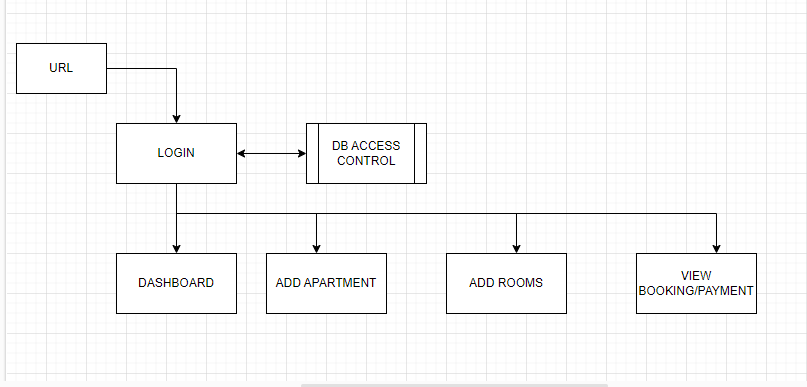 URL
LOGIN
DB ACCESS
CONTROL
DASHBOARD
ADD APARTMENT
ADD ROOMS
VIEW
BOOKING/PAYMENT